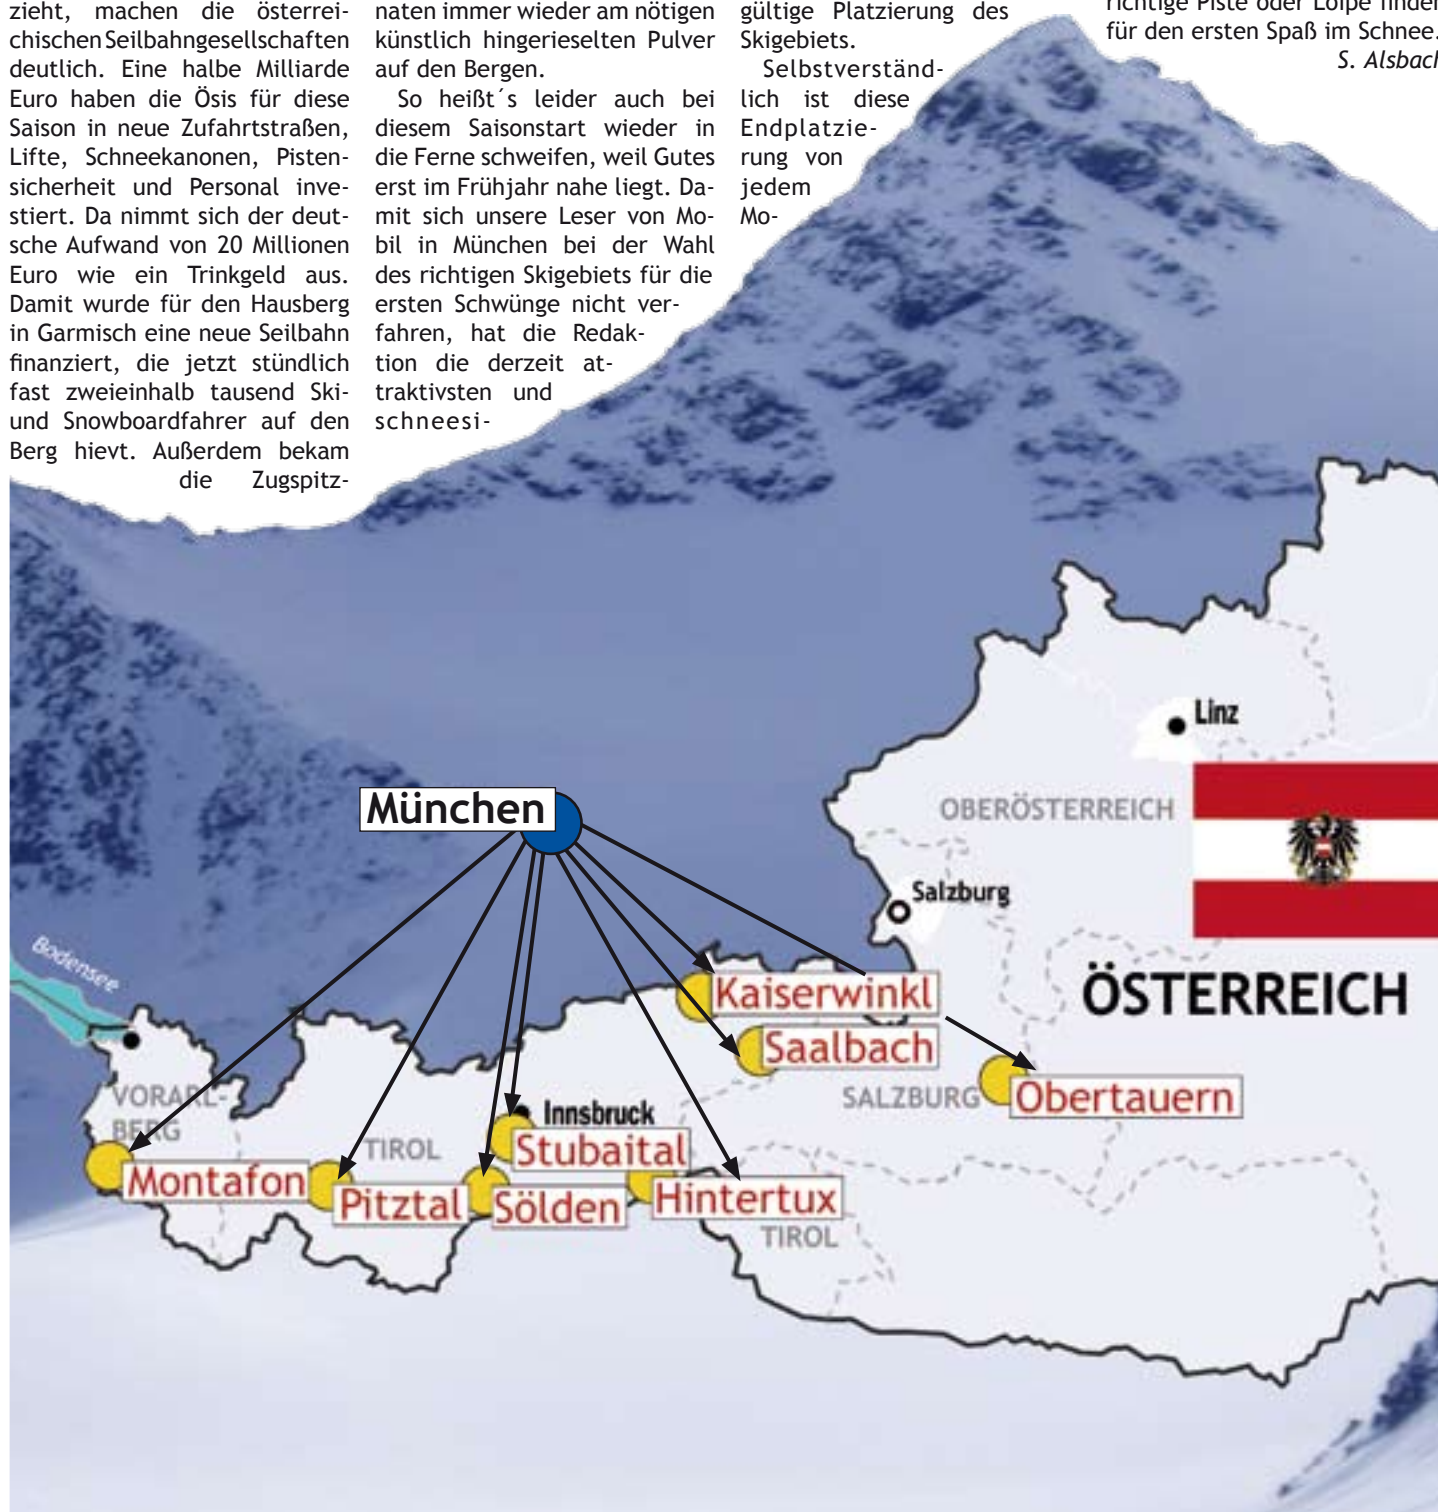 zieht, machen die österrei-
chischen Seilbahngesellschaften
deutlich. Eine halbe Milliarde
Euro haben die Ösis für diese
Saison in neue Zufahrtstraßen,
Lifte, Schneekanonen, Pisten-
sicherheit und Personal inve-
stiert. Da nimmt sich der deut-
sche Aufwand von 20 Millionen
Euro wie ein Trinkgeld aus.
Damit wurde für den Hausberg
in Garmisch eine neue Seilbahn
finanziert, die jetzt stündlich
fast zweieinhalb tausend Ski-
und Snowboardfahrer auf den
Berg hievt. Außerdem bekam
die Zugspitz-
naten immer wieder am nötigen
künstlich hingerieselten Pulver
auf den Bergen.
So heißt´s leider auch bei
diesem Saisonstart wieder in
die Ferne schweifen, weil Gutes
erst im Frühjahr nahe liegt. Da-
mit sich unsere Leser von Mo-
bil in München bei der Wahl
des richtigen Skigebiets für die
ersten Schwünge nicht ver-
fahren, hat die Redak-
tion die derzeit at-
traktivsten und
schneesi-
gültige Platzierung des
Skigebiets.
Selbstverständ-
lich ist diese
Endplatzie-
rung von
jedem
Mo-
richtige Piste oder Loipe finden
für den ersten Spaß im Schnee.
S. Alsbach
Linz
München
OBERÖSTERREICH
Salzburg
Bodensee
Kaiserwinkl
ÖSTERREICH
Saalbach
VORARL-
BERG
SALZBURG
Obertauern
Innsbruck
TIROL
Stubaital
Montafon
Pitztal
Sölden
Hintertux
TIROL